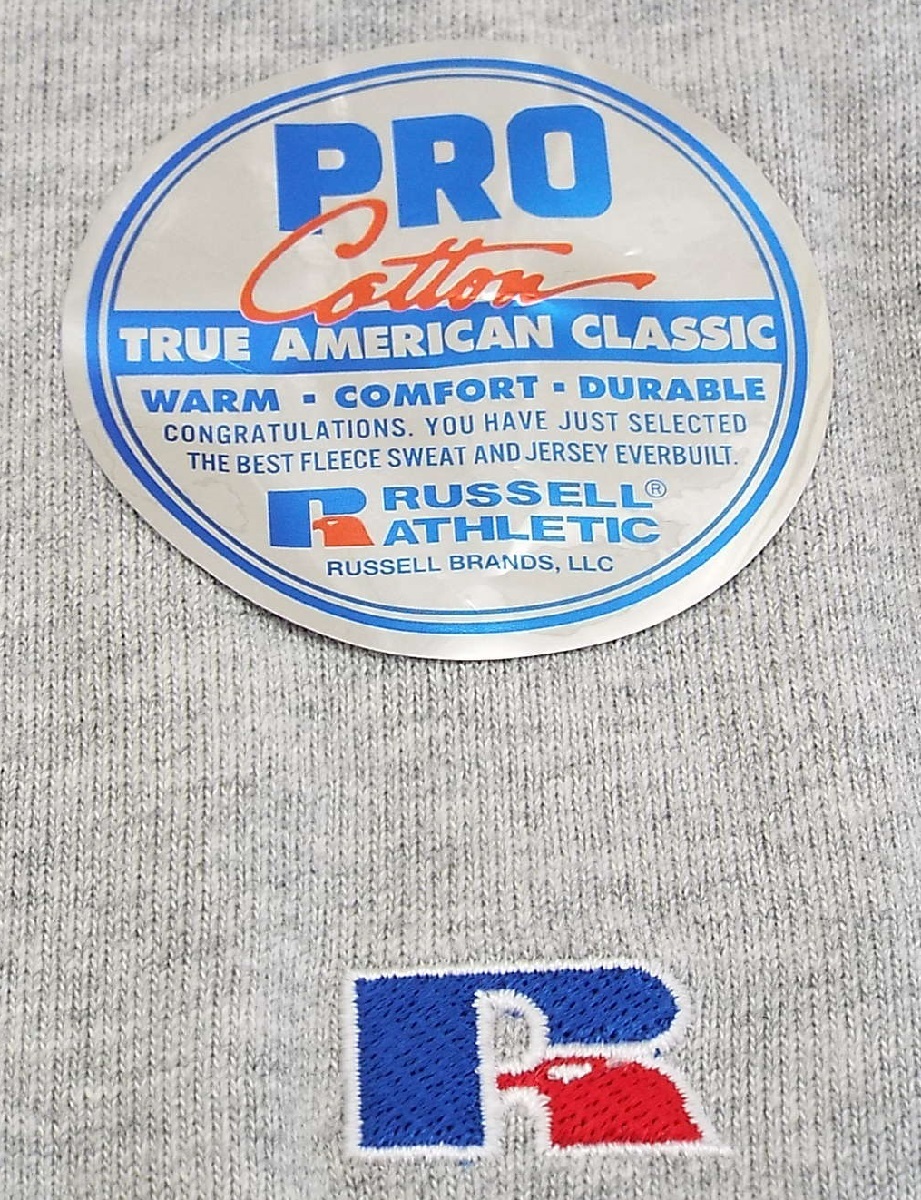 PRO
Cotton
TRUE AMERICAN CLASSIC
WARM ▪ COMFORT ▪ DURABLE
CONGRATULATIONS. YOU HAVE JUST SELECTED
THE BEST FLEECE SWEAT AND JERSEY EVERBUILT.
R RUSSELL®
ATHLETIC
RUSSELL BRANDS, LLC
R